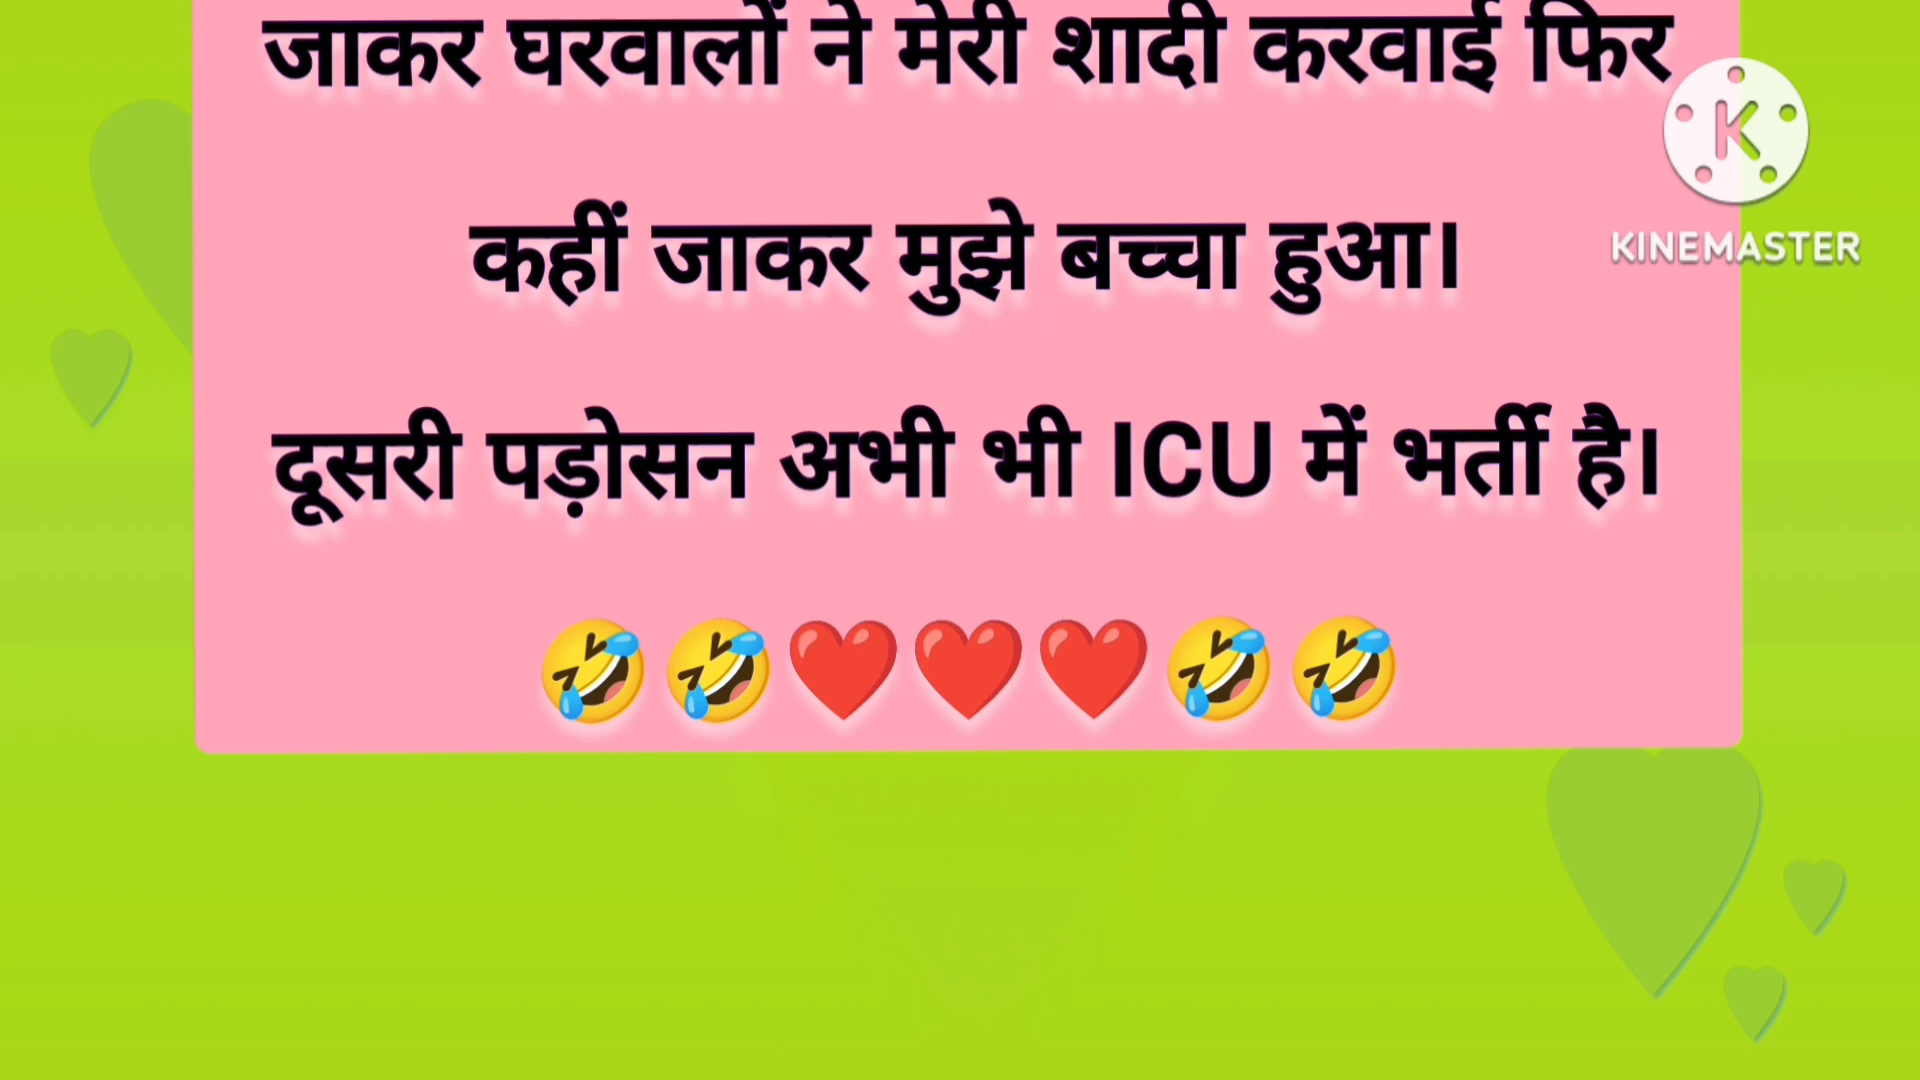 जाकर घरवालों ने मेरी शादी करवाई फिर
कहीं जाकर मुझे बच्चा हुआ।
दूसरी पड़ोसन अभी भी ICU में भर्ती है।
🤣🤣❤️❤️❤️🤣🤣
K
KINEMASTER